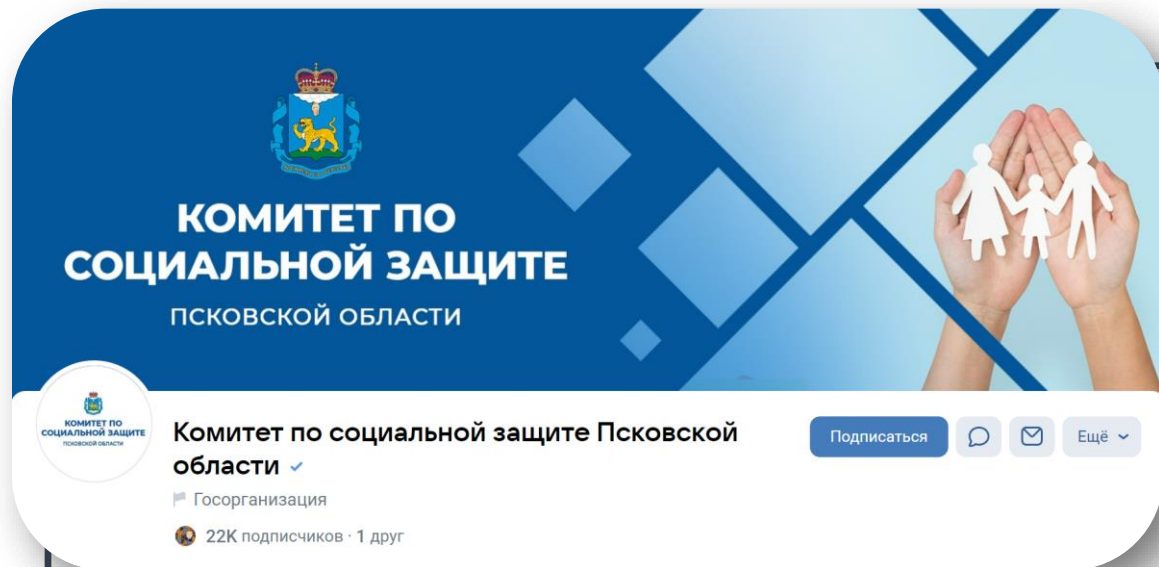 КОМИТЕТ ПО
СОЦИАЛЬНОЙ ЗАЩИТЕ
ПСКОВСКОЙ ОБЛАСТИ
КОМИТЕТ ПО
СОЦИАЛЬНОЙ ЗАЩИТЕ
ПСКОВСКОЙ ОБЛАСТИ
Комитет по социальной защите Псковской
области
Госорганизация
22K подписчиков · 1 друг
Подписаться
Ещё